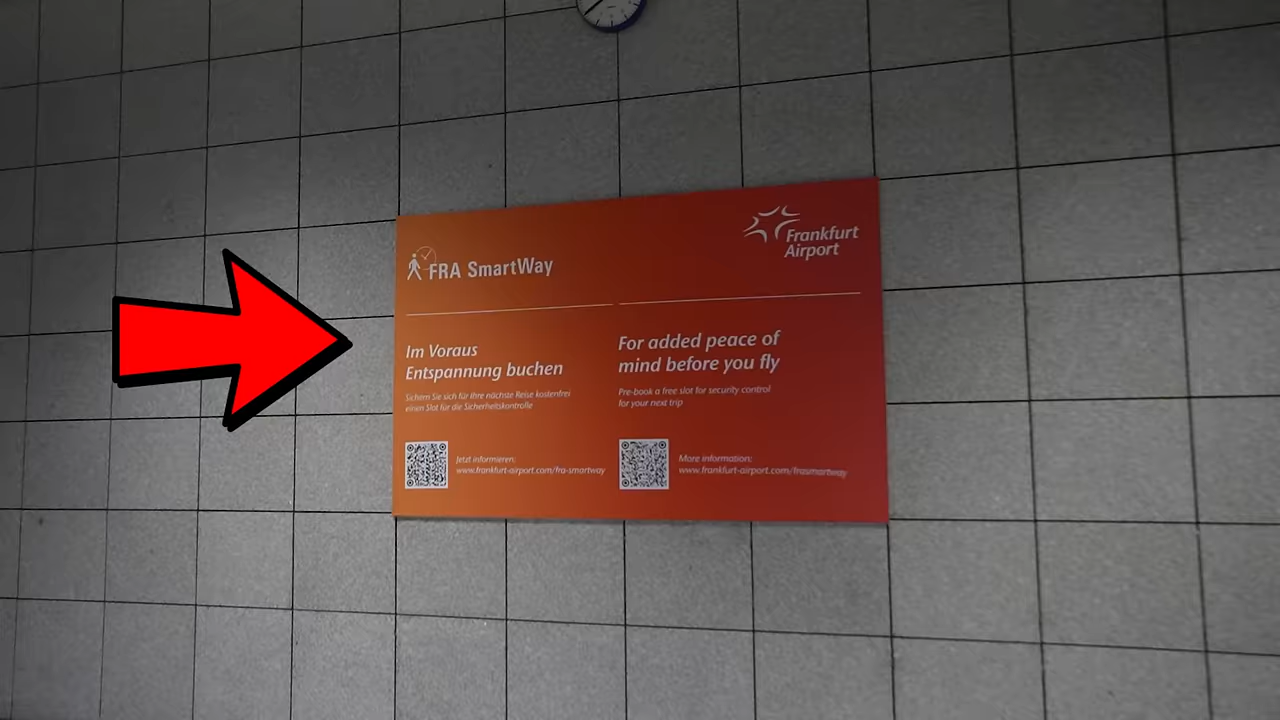 FRA SmartWay
Frankfurt
Airport
Im Voraus
Entspannung buchen
Sichern Sie sich für Ihre nächste Reise kostenfrei
einen Slot für die Sicherheitskontrolle
Jetzt informieren:
www.frankfurt-airport.com/fra-smartway
For added peace of
mind before you fly
Pre-book a free slot for security control
for your next trip
More information:
www.frankfurt-airport.com/frasmartway